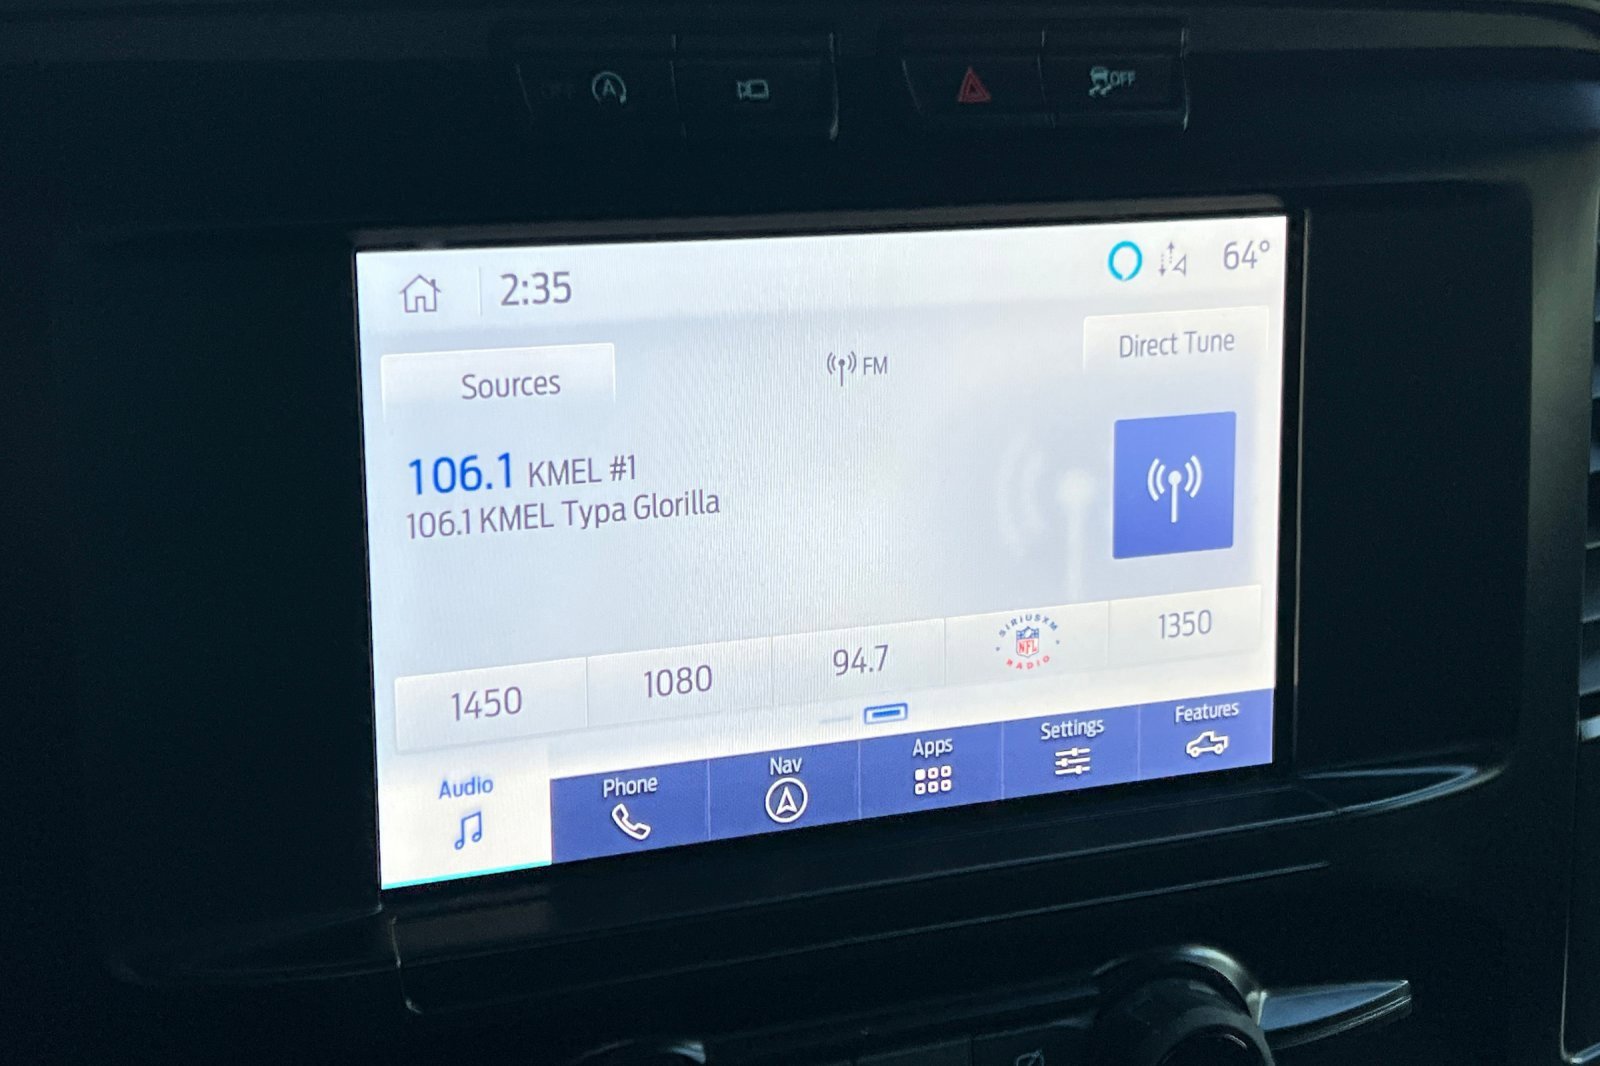 A
OFF
2:35
64°
Sources
FM
Direct Tune
106.1 KMEL #1
106.1 KMEL Typa Glorilla
1450
1080
94.7
SIRIUSXM
NFL
RADIO
1350
Audio
Phone
Nav
Apps
Settings
Features